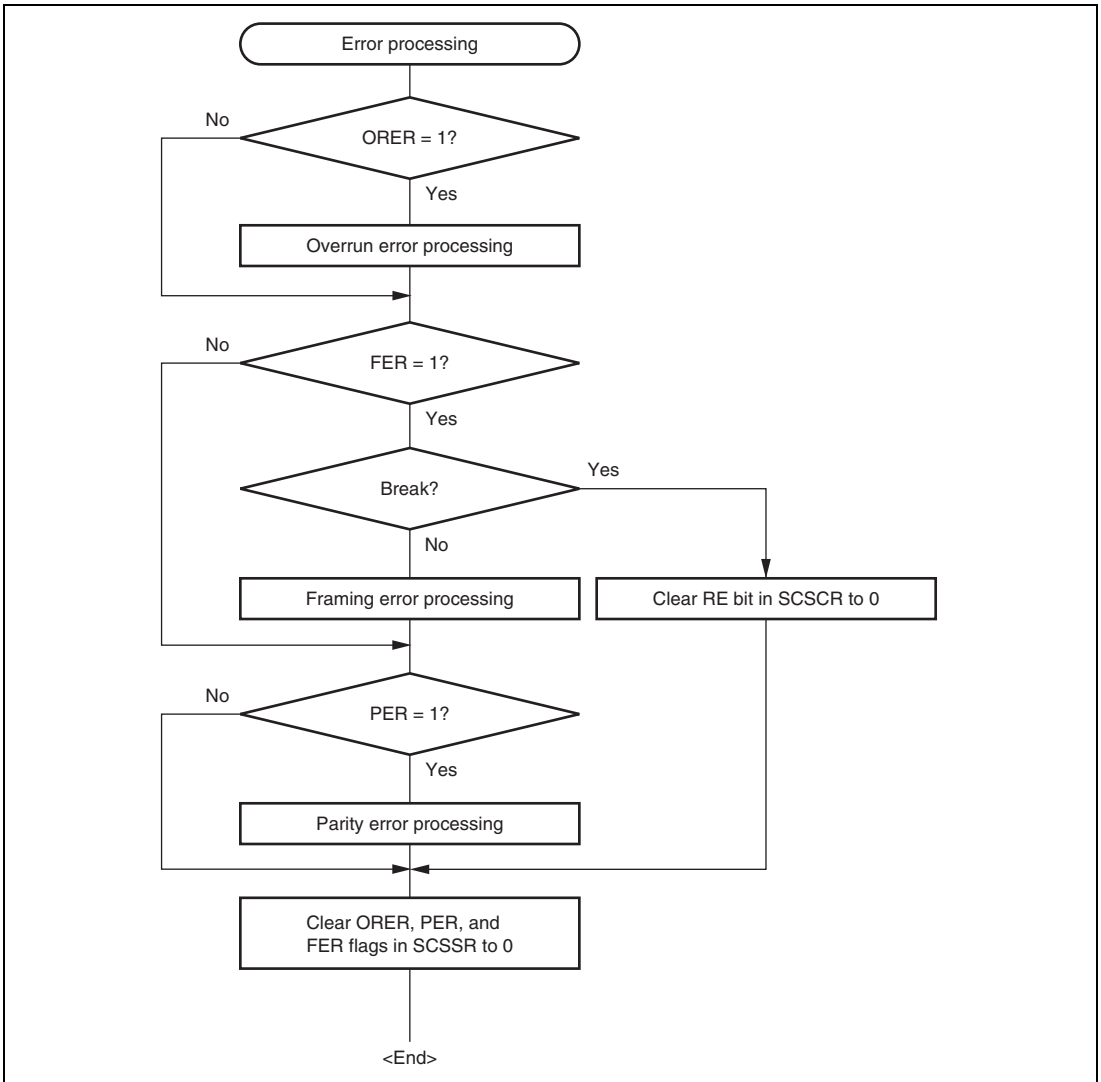 Error processing
No
ORER = 1?
Yes
Overrun error processing
No
FER = 1?
Yes
Yes
Break?
No
Framing error processing
Clear RE bit in SCSCR to 0
No
PER = 1?
Yes
Parity error processing
Clear ORER, PER, and
FER flags in SCSSR to 0
<End>